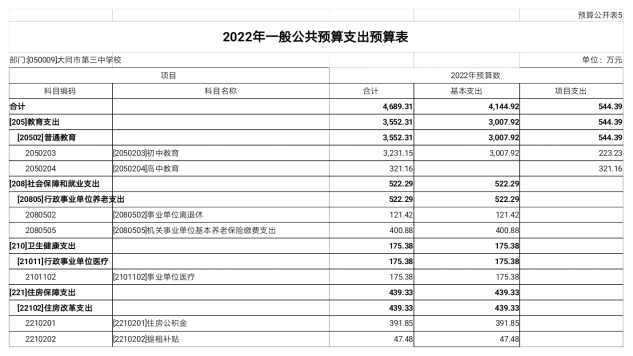 预算公开表5
2022年一般公共预算支出预算表
部门:[050009]大同市第三中学校 单位：万元
项目 2022年预算数
科目编码 科目名称 合计 基本支出 项目支出
合计 4,689.31 4,144.92 544.39
[205]教育支出 3,552.31 3,007.92 544.39
[20502]普通教育 3,552.31 3,007.92 544.39
2050203 [2050203]初中教育 3,231.15 3,007.92 223.23
2050204 [2050204]高中教育 321.16 321.16
[208]社会保障和就业支出 522.29 522.29
[20805]行政事业单位养老支出 522.29 522.29
2080502 [2080502]事业单位离退休 121.42 121.42
2080505 [2080505]机关事业单位基本养老保险缴费支出 400.88 400.88
[210]卫生健康支出 175.38 175.38
[21011]行政事业单位医疗 175.38 175.38
2101102 [2101102]事业单位医疗 175.38 175.38
[221]住房保障支出 439.33 439.33
[22102]住房改革支出 439.33 439.33
2210201 [2210201]住房公积金 391.85 391.85
2210202 [2210202]提租补贴 47.48 47.48